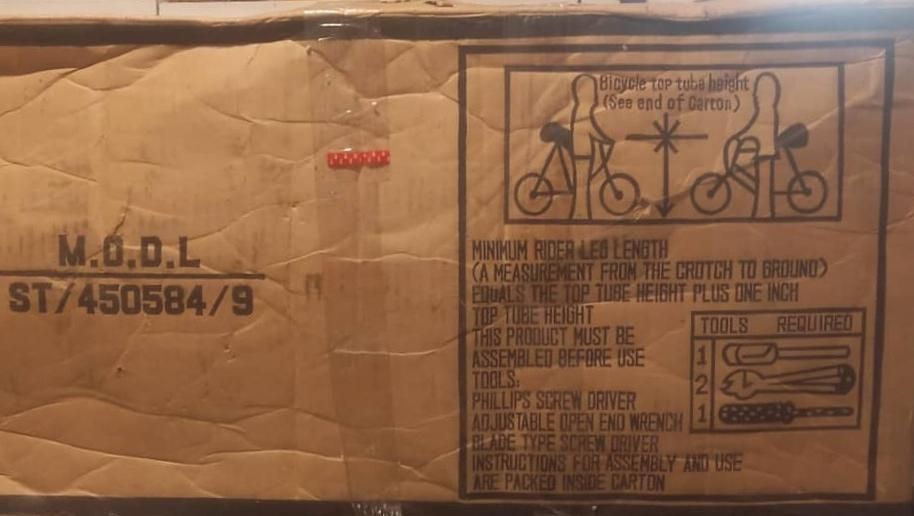 M.O.D.L
ST/450584/9
Bicycle top tube height
(See end of Carton)
MINIMUM RIDER LEG LENGTH
(A MEASUREMENT FROM THE CROTCH TO GROUND)
EQUALS THE TOP TUBE HEIGHT PLUS ONE INCH
TOP TUBE HEIGHT
THIS PRODUCT MUST BE
ASSEMBLED BEFORE USE
TOOLS:
PHILLIPS SCREW DRIVER
ADJUSTABLE OPEN END WRENCH
BLADE TYPE SCREW DRIVER
INSTRUCTIONS FOR ASSEMBLY AND USE
ARE PACKED INSIDE CARTON
TOOLS REQUIRED
1
2
1